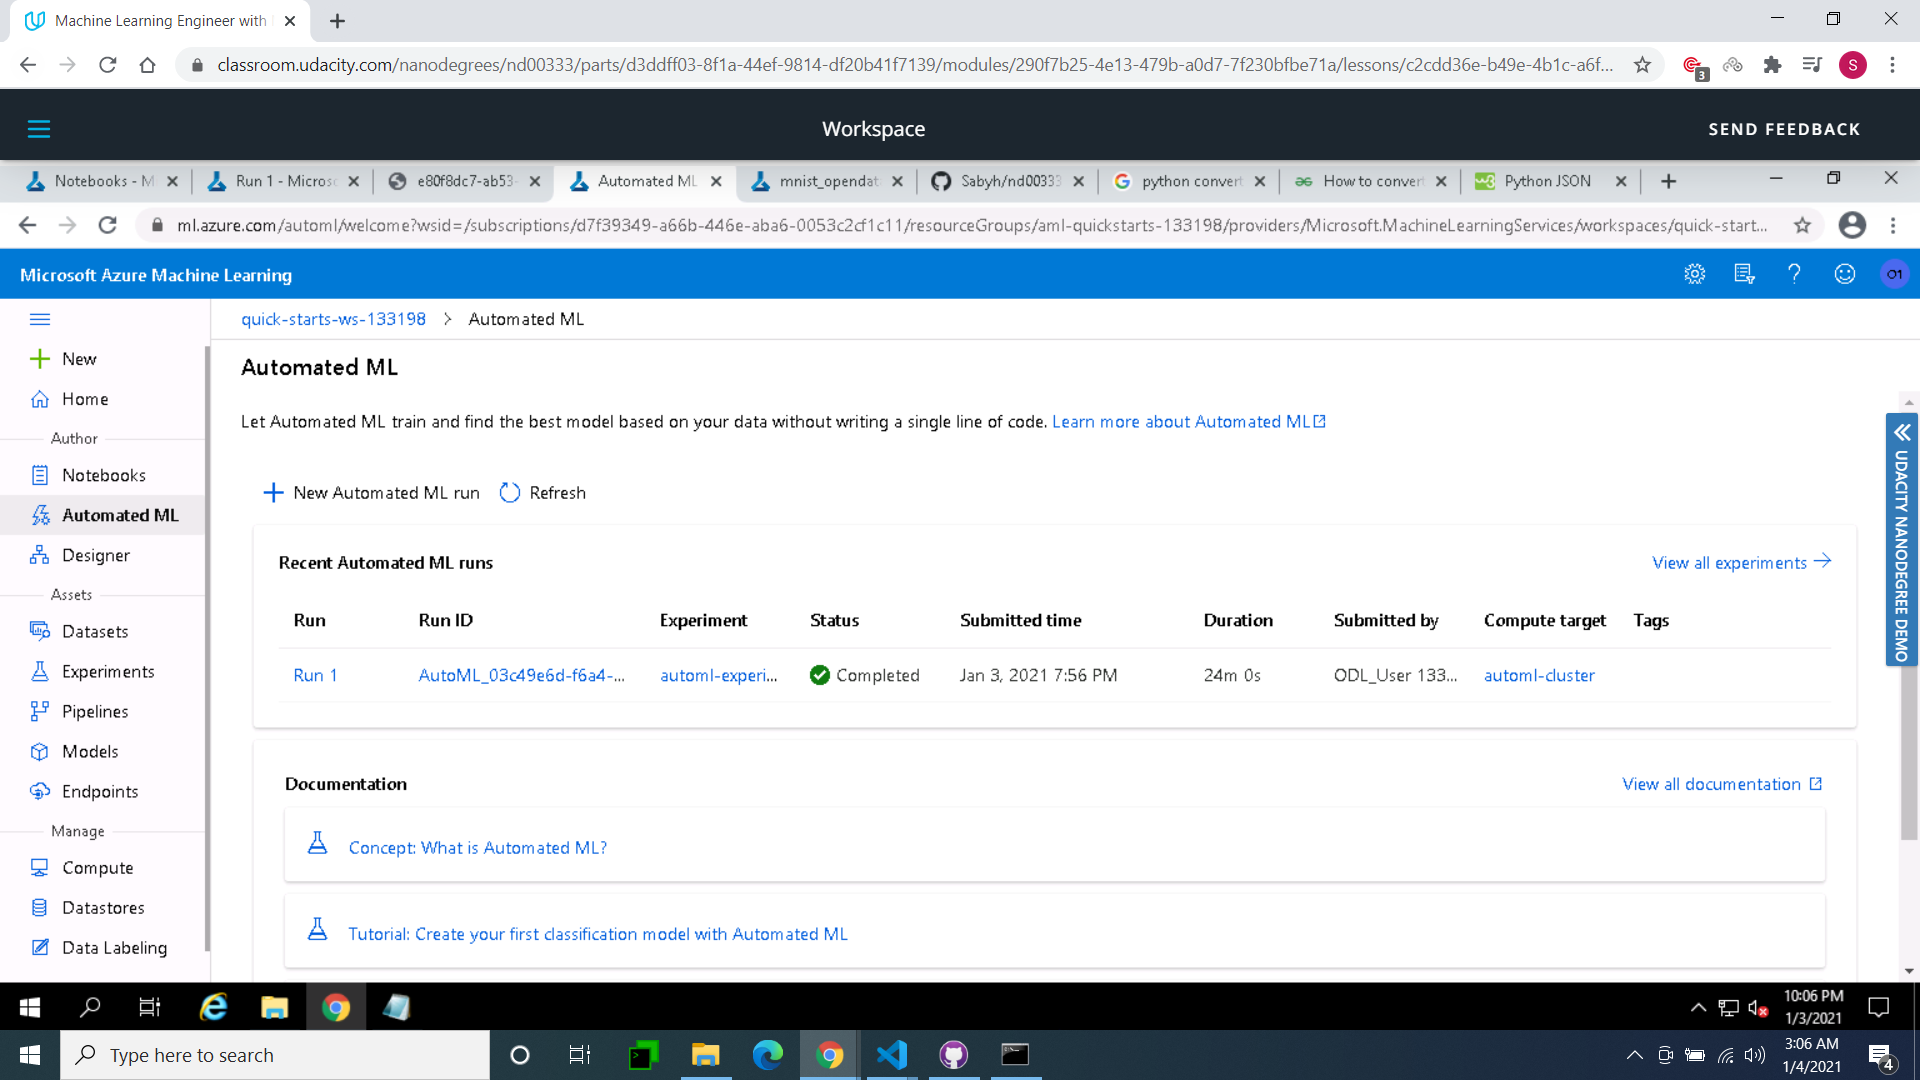 Machine Learning Engineer with
classroom.udacity.com/nanodegrees/nd00333/parts/d3ddff03-8f1a-44ef-9814-df20b41f7139/modules/290f7b25-4e13-479b-a0d7-7f230bfbe71a/lessons/c2cdd36e-b49e-4b1c-a6f...
3
S
Workspace
SEND FEEDBACK
Notebooks - M
Run 1 - Micros
e80f8dc7-ab53-
Automated ML
mnist_opendat
Sabyh/nd00333
python convert
How to convert
Python JSON
ml.azure.com/automl/welcome?wsid=/subscriptions/d7f39349-a66b-446e-aba6-0053c2cf1c11/resourceGroups/aml-quickstarts-133198/providers/Microsoft.MachineLearningServices/workspaces/quick-start...
Microsoft Azure Machine Learning
O1
quick-starts-ws-133198 > Automated ML
New
Home
Author
Notebooks
Automated ML
Designer
Assets
Datasets
Experiments
Pipelines
Models
Endpoints
Manage
Compute
Datastores
Data Labeling
Automated ML
Let Automated ML train and find the best model based on your data without writing a single line of code. Learn more about Automated ML
New Automated ML run Refresh
Recent Automated ML runs View all experiments
Run Run ID Experiment Status Submitted time Duration Submitted by Compute target Tags
Run 1 AutoML_03c49e6d-f6a4-... automl-experi... Completed Jan 3, 2021 7:56 PM 24m 0s ODL_User 133... automl-cluster
Documentation View all documentation
Concept: What is Automated ML?
Tutorial: Create your first classification model with Automated ML
UDACITY NANODEGREE DEMO
10:06 PM
1/3/2021
Type here to search
3:06 AM
1/4/2021
4